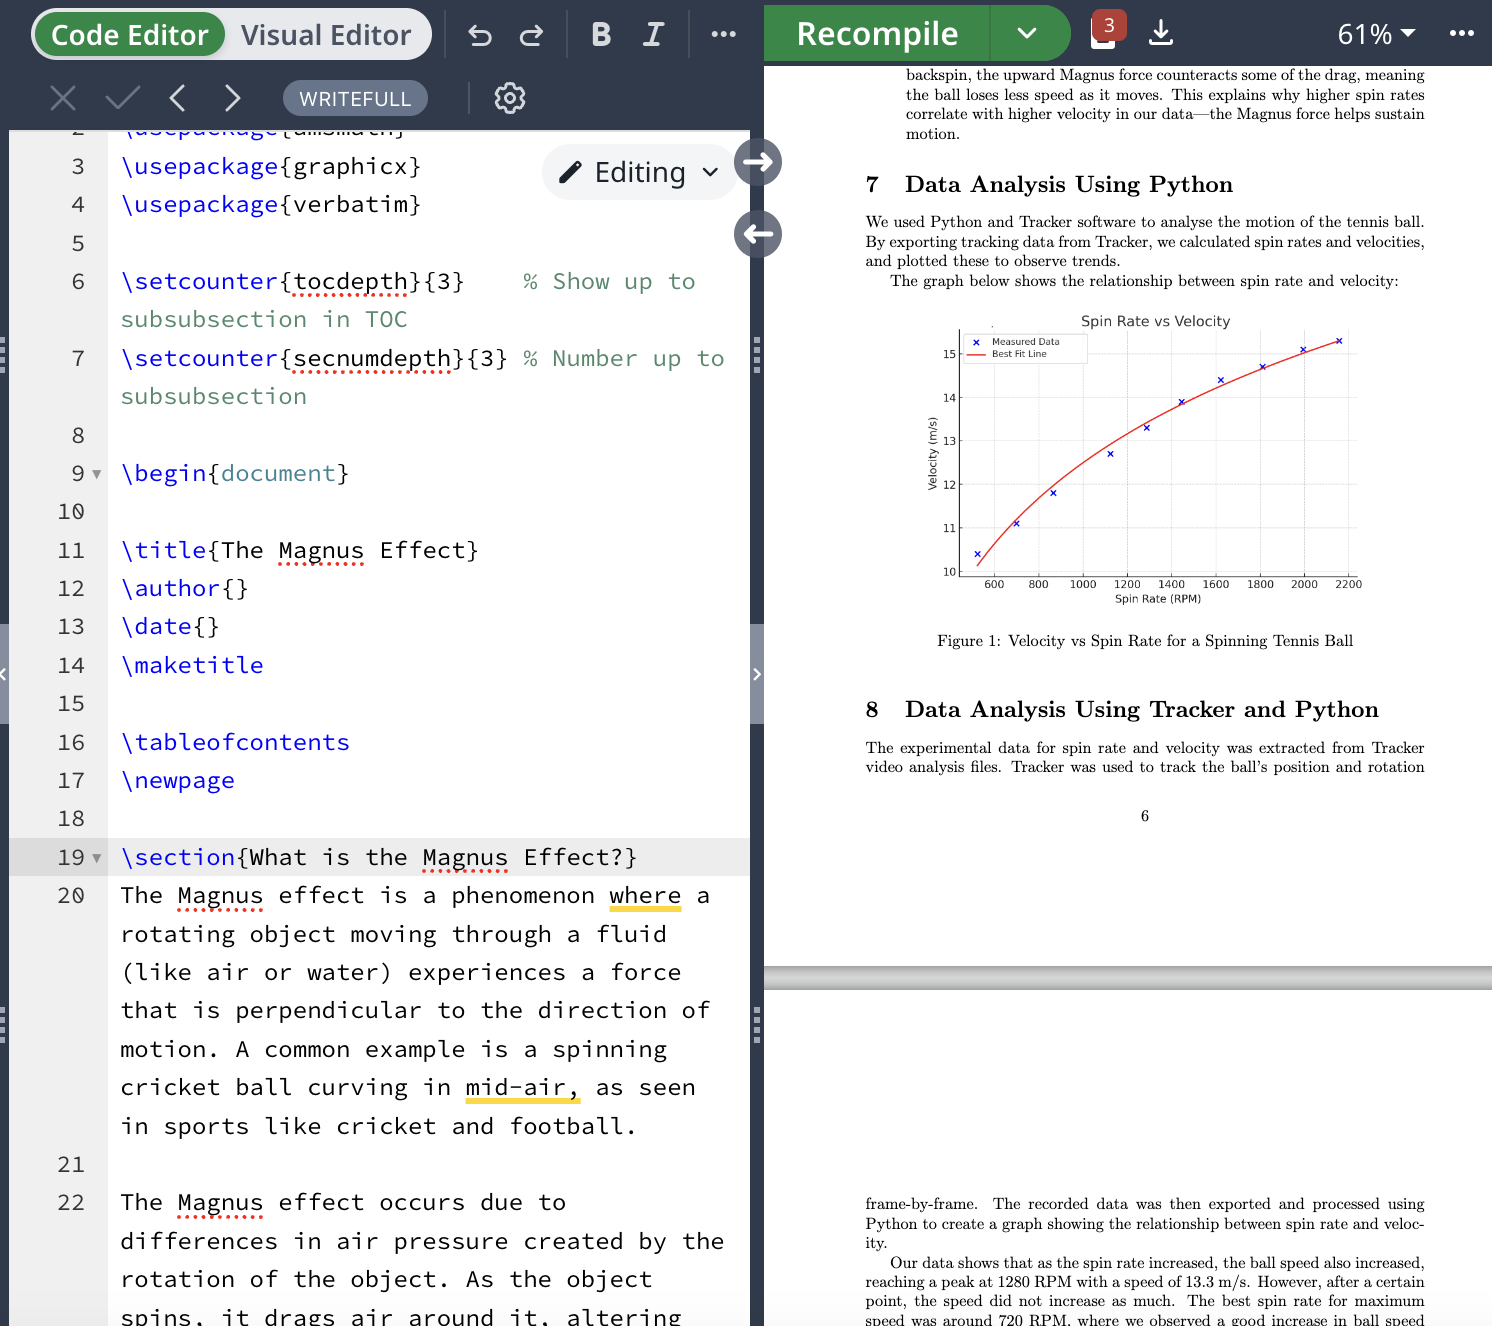 Code Editor Visual Editor B I ...
WRITEFULL
Editing
2 \usepackage{amsmath}
3 \usepackage{graphicx}
4 \usepackage{verbatim}
5
6 \setcounter{tocdepth}{3} % Show up to
subsubsection in TOC
7 \setcounter{secnumdepth}{3} % Number up to
subsubsection
8
9 \begin{document}
10
11 \title{The Magnus Effect}
12 \author{}
13 \date{}
14 \maketitle
15
16 \tableofcontents
17 \newpage
18
19 \section{What is the Magnus Effect?}
20 The Magnus effect is a phenomenon where a
rotating object moving through a fluid
(like air or water) experiences a force
that is perpendicular to the direction of
motion. A common example is a spinning
cricket ball curving in mid-air, as seen
in sports like cricket and football.
21
22 The Magnus effect occurs due to
differences in air pressure created by the
rotation of the object. As the object
spins, it drags air around it, altering
Recompile 3 61% ...
backspin, the upward Magnus force counteracts some of the drag, meaning
the ball loses less speed as it moves. This explains why higher spin rates
correlate with higher velocity in our data—the Magnus force helps sustain
motion.
7 Data Analysis Using Python
We used Python and Tracker software to analyse the motion of the tennis ball.
By exporting tracking data from Tracker, we calculated spin rates and velocities,
and plotted these to observe trends.
The graph below shows the relationship between spin rate and velocity:
Spin Rate vs Velocity
Measured Data
Best Fit Line
15
14
13
12
11
10
Velocity (m/s)
600 800 1000 1200 1400 1600 1800 2000 2200
Spin Rate (RPM)
Figure 1: Velocity vs Spin Rate for a Spinning Tennis Ball
8 Data Analysis Using Tracker and Python
The experimental data for spin rate and velocity was extracted from Tracker
video analysis files. Tracker was used to track the ball's position and rotation
6
frame-by-frame. The recorded data was then exported and processed using
Python to create a graph showing the relationship between spin rate and veloc-
ity.
Our data shows that as the spin rate increased, the ball speed also increased,
reaching a peak at 1280 RPM with a speed of 13.3 m/s. However, after a certain
point, the speed did not increase as much. The best spin rate for maximum
speed was around 720 RPM, where we observed a good increase in ball speed